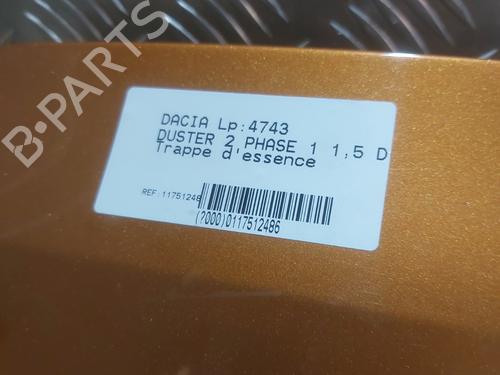 B-PARTS
DACIA Lp:4743
DUSTER 2 PHASE 1 1,5 D
Trappe d'essence
REF:11751248
(2000)0117512486